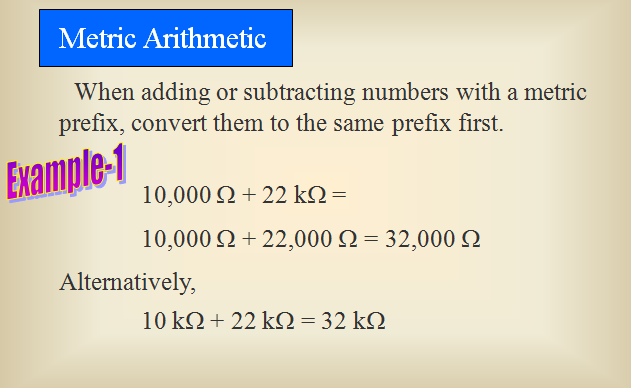 Metric Arithmetic
When adding or subtracting numbers with a metric
prefix, convert them to the same prefix first.
Example-1
10,000 Ω + 22 kΩ =
10,000 Ω + 22,000 Ω = 32,000 Ω
Alternatively,
10 kΩ + 22 kΩ = 32 kΩ